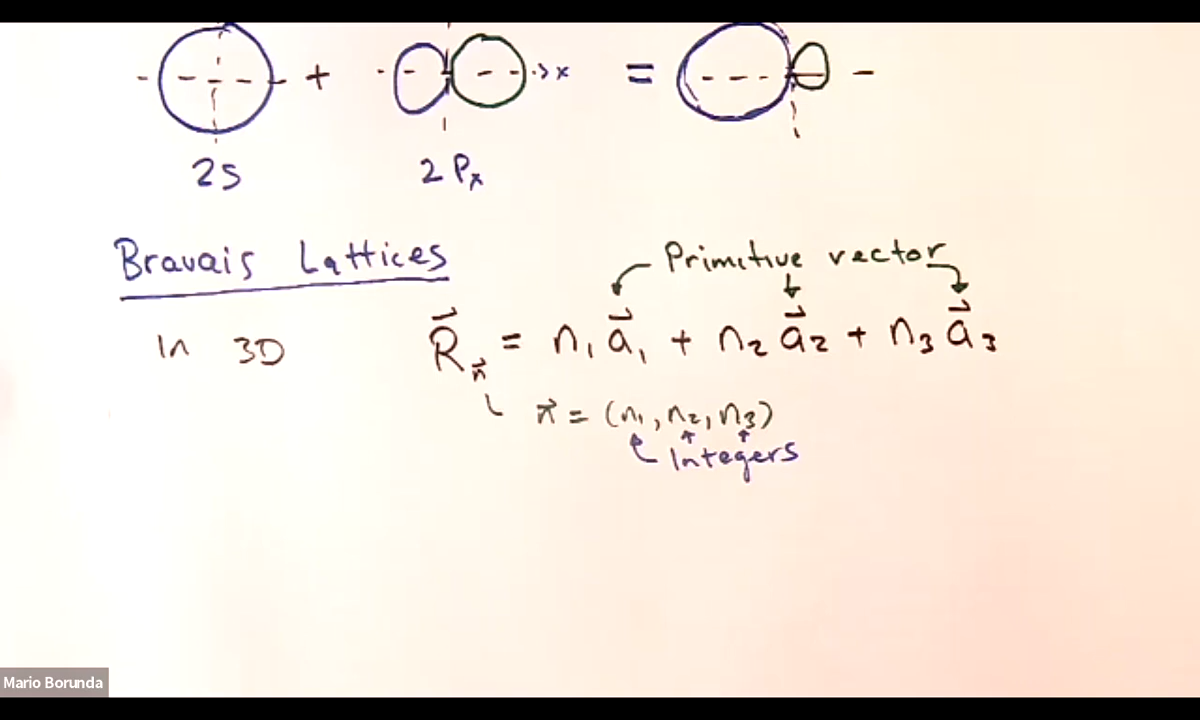 + x =
2s 2Pₓ
Bravais Lattices
Primitive vector
In 3D R⃗ₙ⃗ = n₁a⃗₁ + n₂a⃗₂ + n₃a⃗₃
n⃗ = (n₁, n₂, n₃)
Integers
Mario Borunda